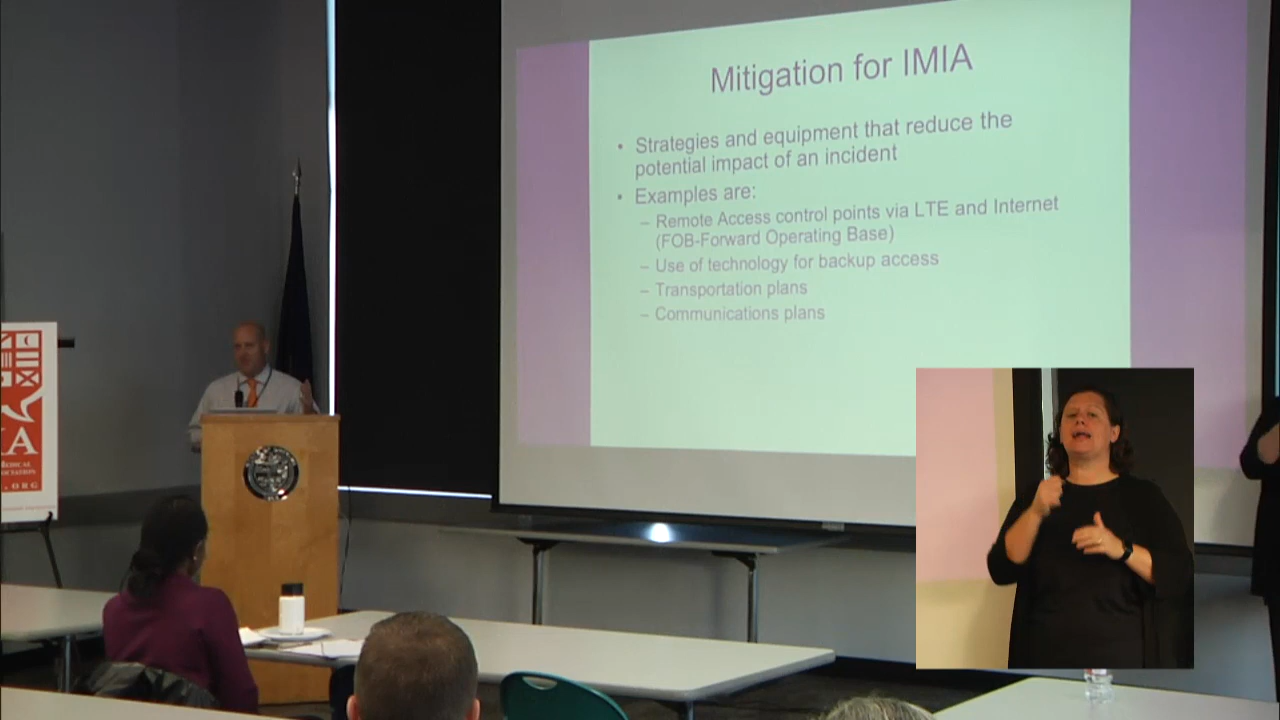 Mitigation for IMIA
• Strategies and equipment that reduce the
potential impact of an incident
• Examples are:
– Remote Access control points via LTE and Internet
(FOB-Forward Operating Base)
– Use of technology for backup access
– Transportation plans
– Communications plans
IA